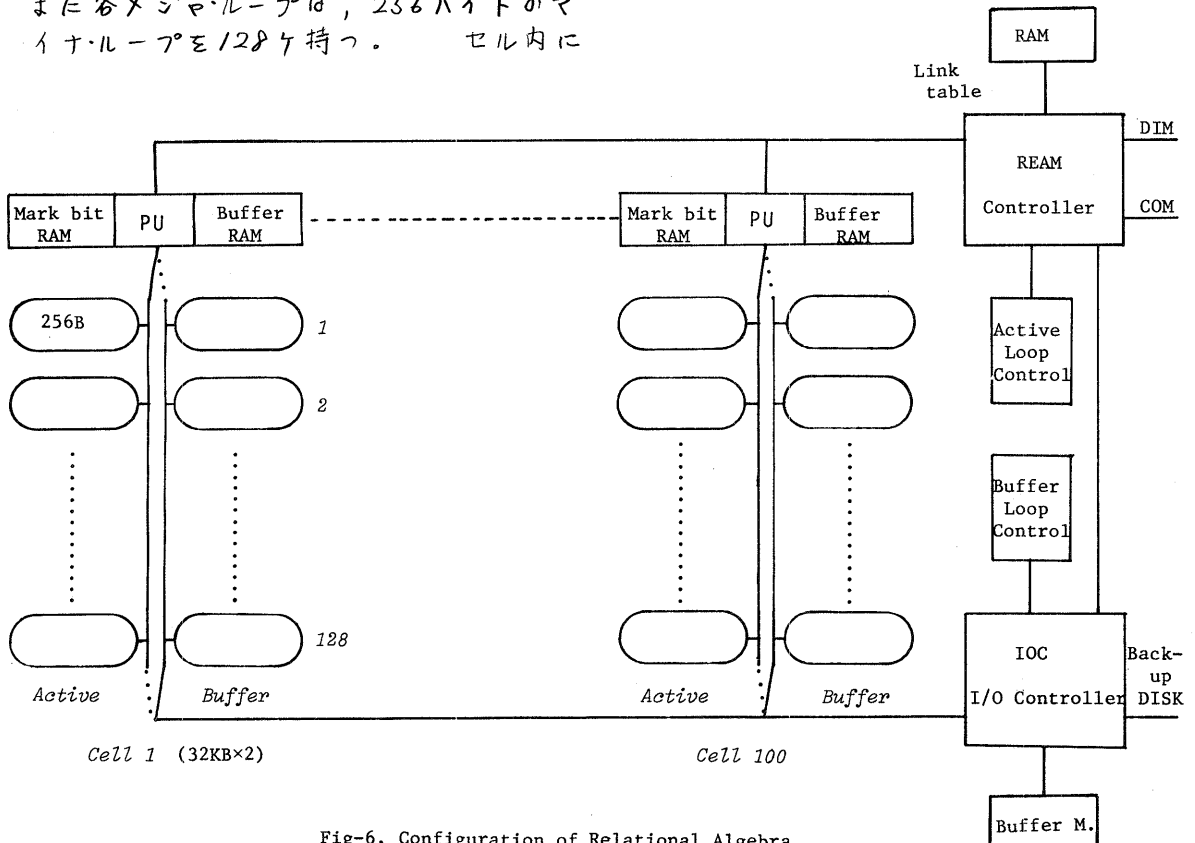 また各メジャ・ループは, 256バイトのマ
イナ・ループを128ケ持つ。 セル内に
RAM
Link
table
DIM
REAM
Controller
COM
Mark bit
RAM
PU
Buffer
RAM
Mark bit
RAM
PU
Buffer
RAM
256B
1
2
128
Active
Loop
Control
Buffer
Loop
Control
IOC
I/O Controller
Back-
up
DISK
Active
Buffer
Active
Buffer
Cell 1 (32KB×2)
Cell 100
Buffer M.
Fig-6. Configuration of Relational Algebra